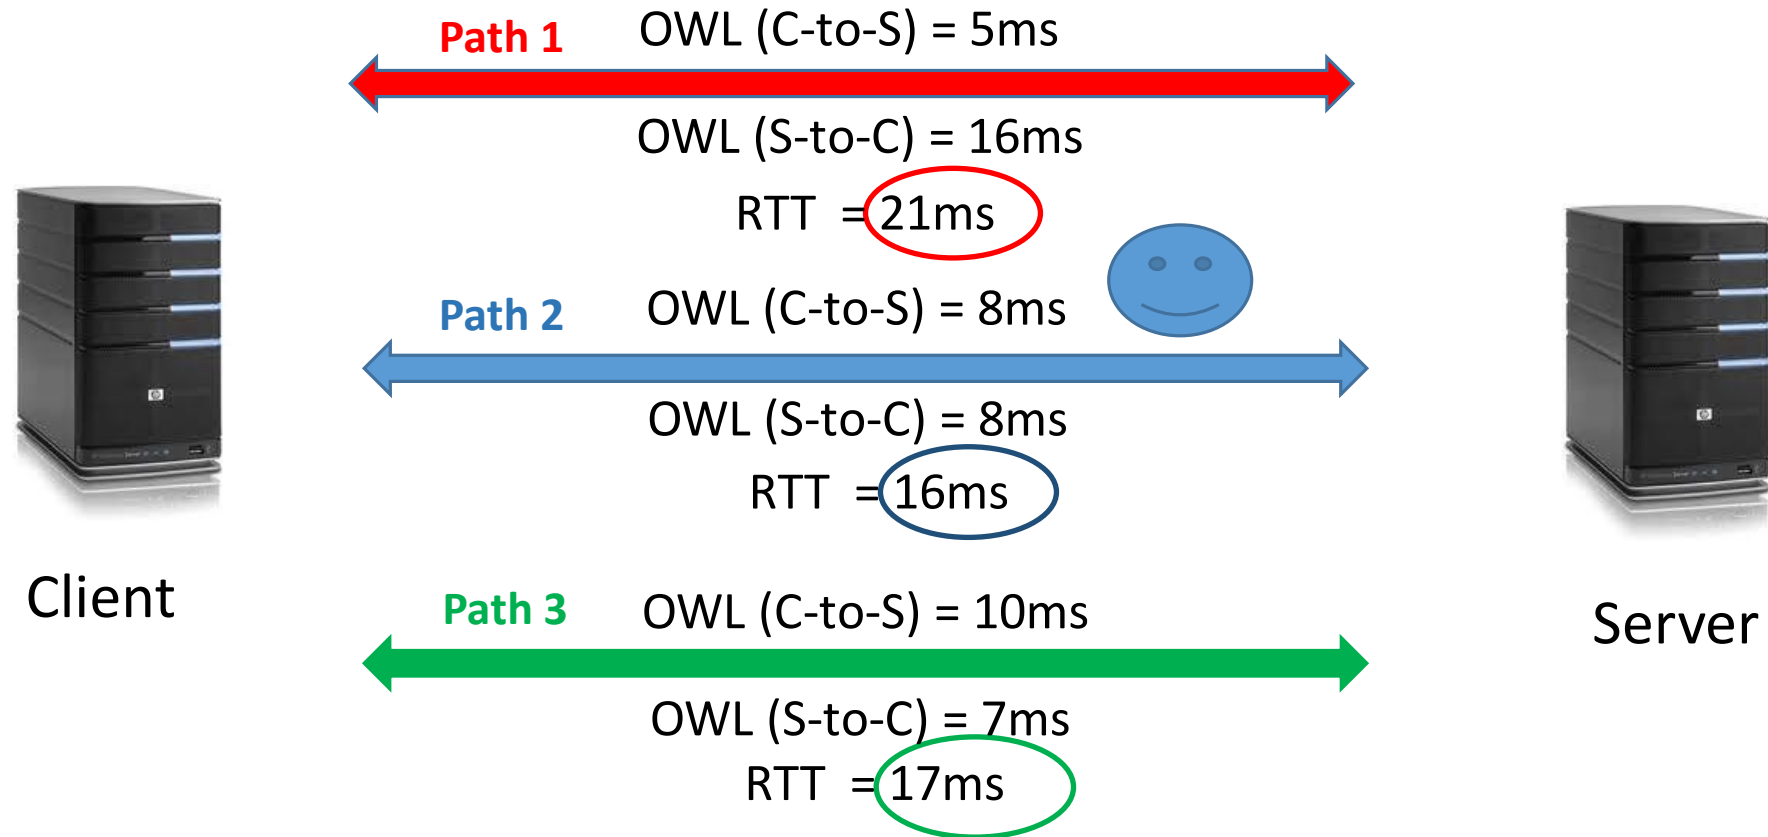 Path 1
OWL (C-to-S) = 5ms
OWL (S-to-C) = 16ms
RTT = 21ms
Path 2
OWL (C-to-S) = 8ms
OWL (S-to-C) = 8ms
RTT = 16ms
Client
Path 3
OWL (C-to-S) = 10ms
Server
OWL (S-to-C) = 7ms
RTT = 17ms